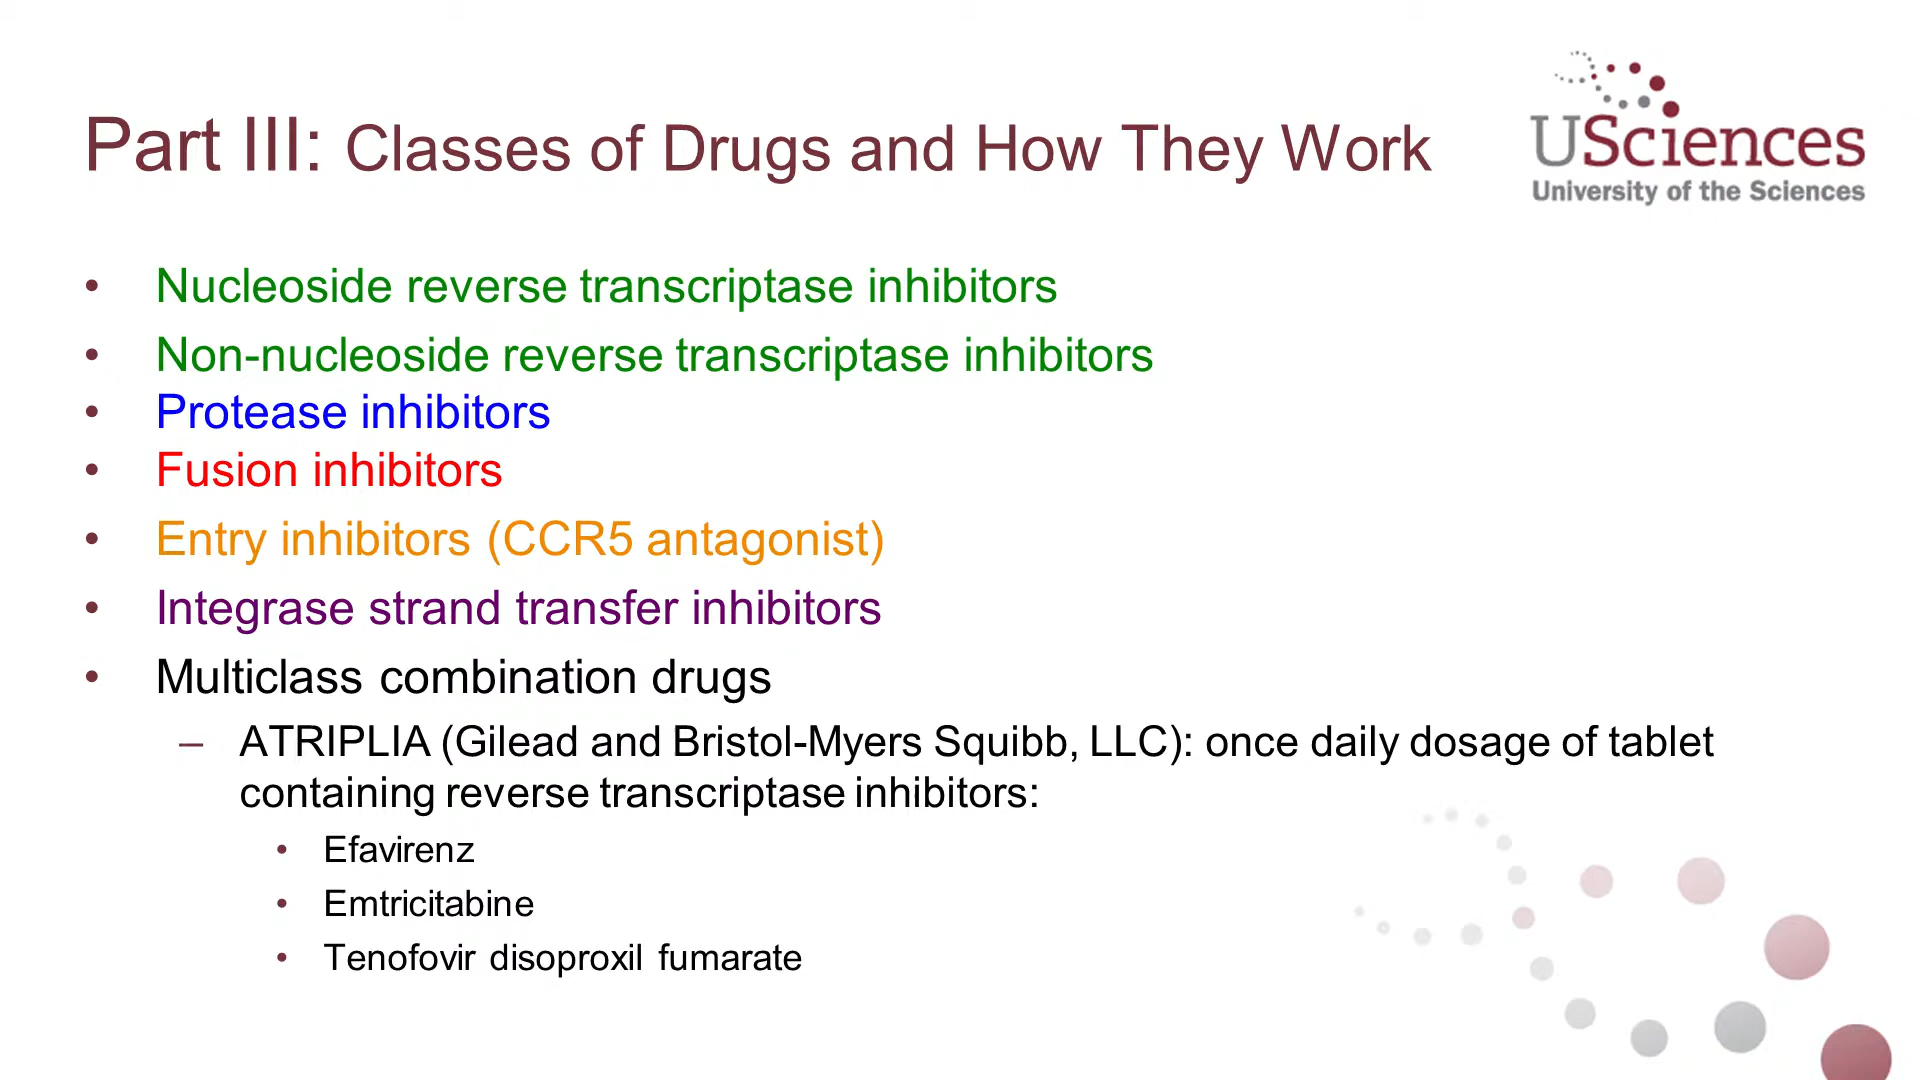 Part III: Classes of Drugs and How They Work
USciences
University of the Sciences
• Nucleoside reverse transcriptase inhibitors
• Non-nucleoside reverse transcriptase inhibitors
• Protease inhibitors
• Fusion inhibitors
• Entry inhibitors (CCR5 antagonist)
• Integrase strand transfer inhibitors
• Multiclass combination drugs
– ATRIPLIA (Gilead and Bristol-Myers Squibb, LLC): once daily dosage of tablet
containing reverse transcriptase inhibitors:
• Efavirenz
• Emtricitabine
• Tenofovir disoproxil fumarate